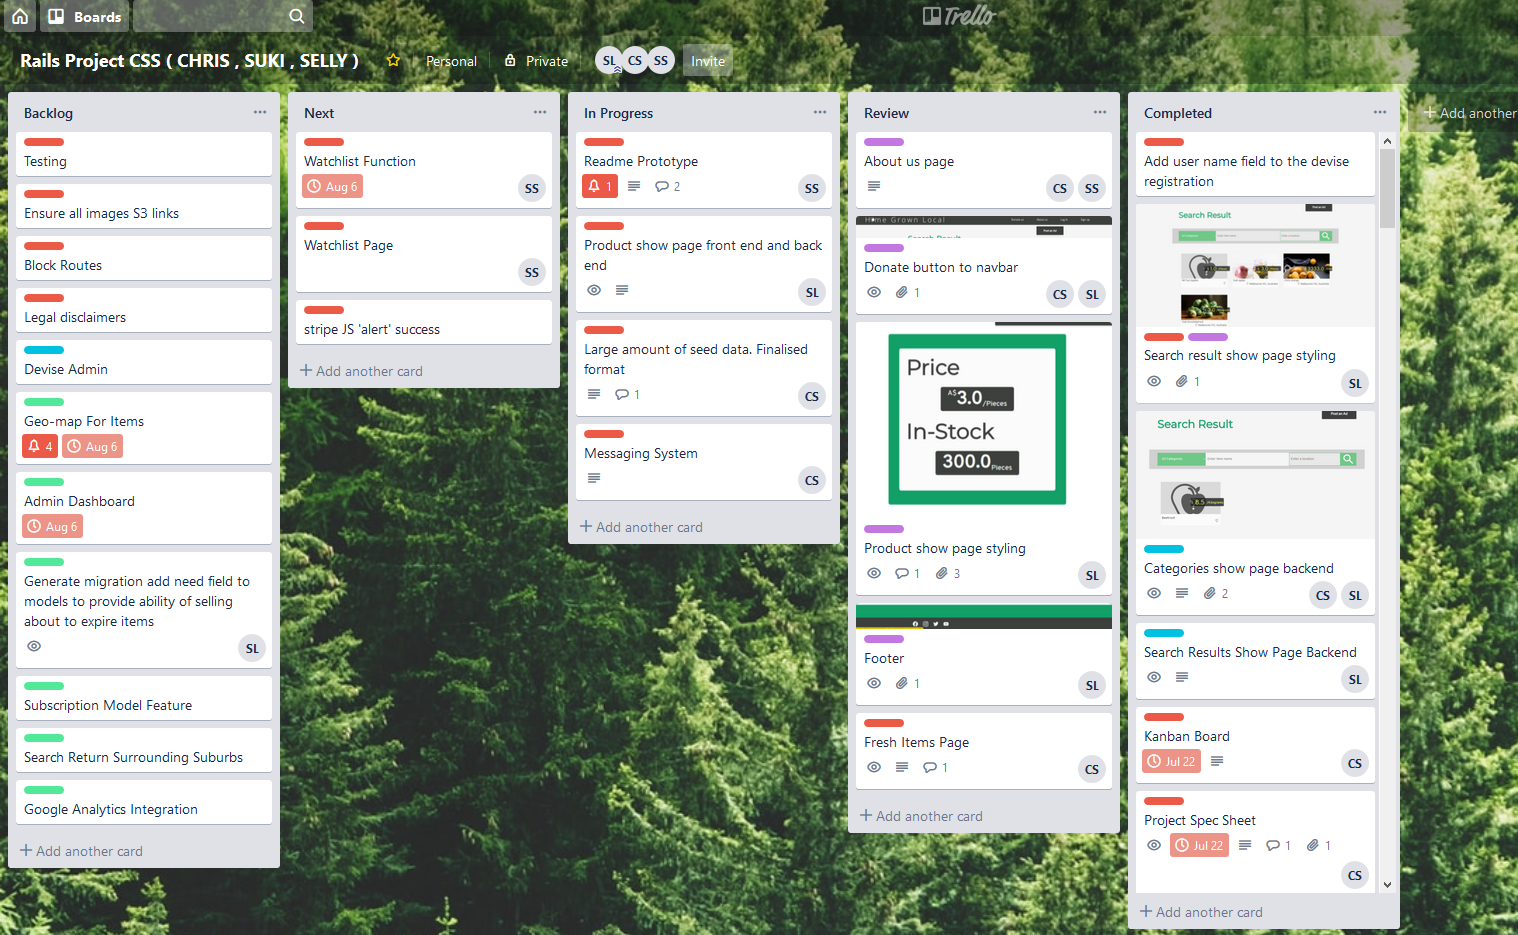 Boards
Trello
Rails Project CSS ( CHRIS , SUKI , SELLY )
Personal
Private
SL
CS
SS
Invite
Backlog
Testing
Ensure all images S3 links
Block Routes
Legal disclaimers
Devise Admin
Geo-map For Items
4
Aug 6
Admin Dashboard
Aug 6
Generate migration add need field to
models to provide ability of selling
about to expire items
SL
Subscription Model Feature
Search Return Surrounding Suburbs
Google Analytics Integration
+ Add another card
Next
Watchlist Function
Aug 6
SS
Watchlist Page
SS
stripe JS 'alert' success
+ Add another card
In Progress
Readme Prototype
1
2
SS
Product show page front end and back
end
SL
Large amount of seed data. Finalised
format
1
CS
Messaging System
CS
+ Add another card
Review
About us page
CS
SS
Home Grown Local
Donate button to navbar
1
CS
SL
Price
A$3.0/Pieces
In-Stock
300.0Pieces
Product show page styling
1
3
SL
Footer
1
SL
Fresh Items Page
1
CS
+ Add another card
Completed
Add user name field to the devise
registration
Search Result
Search result show page styling
1
SL
Search Result
Categories show page backend
2
CS
SL
Search Results Show Page Backend
SL
Kanban Board
Jul 22
CS
Project Spec Sheet
Jul 22
1
1
CS
+ Add another card
+ Add another